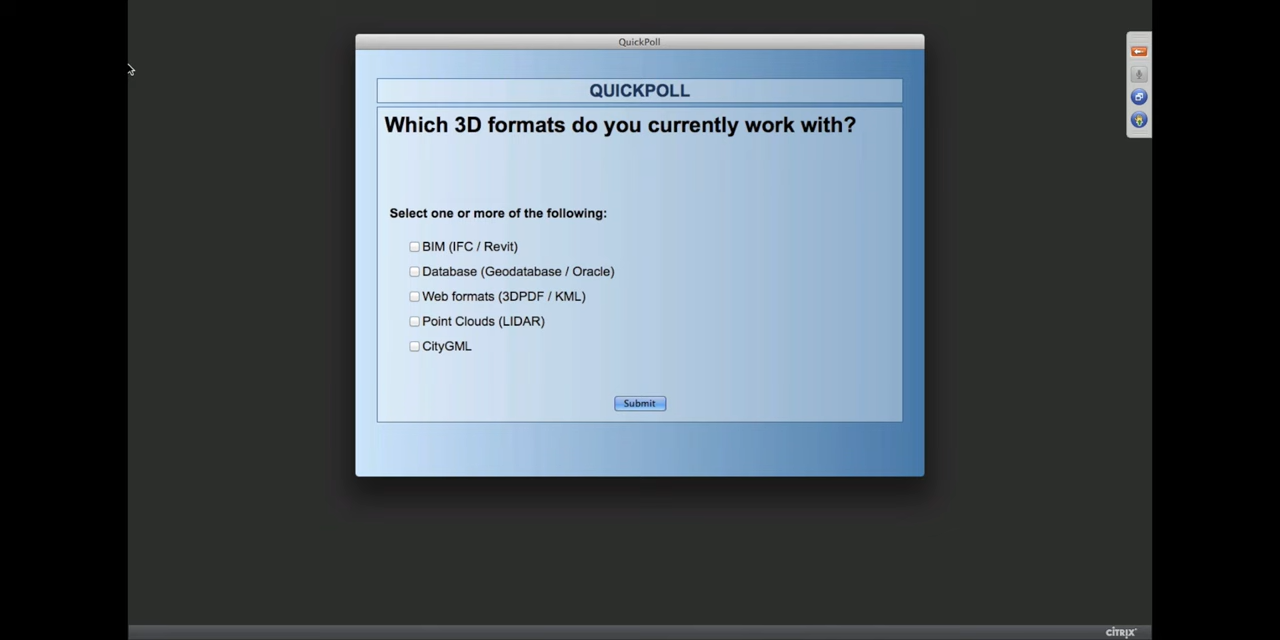 QuickPoll
QUICKPOLL
Which 3D formats do you currently work with?
Select one or more of the following:
BIM (IFC / Revit)
Database (Geodatabase / Oracle)
Web formats (3DPDF / KML)
Point Clouds (LIDAR)
CityGML
Submit
CITRIX